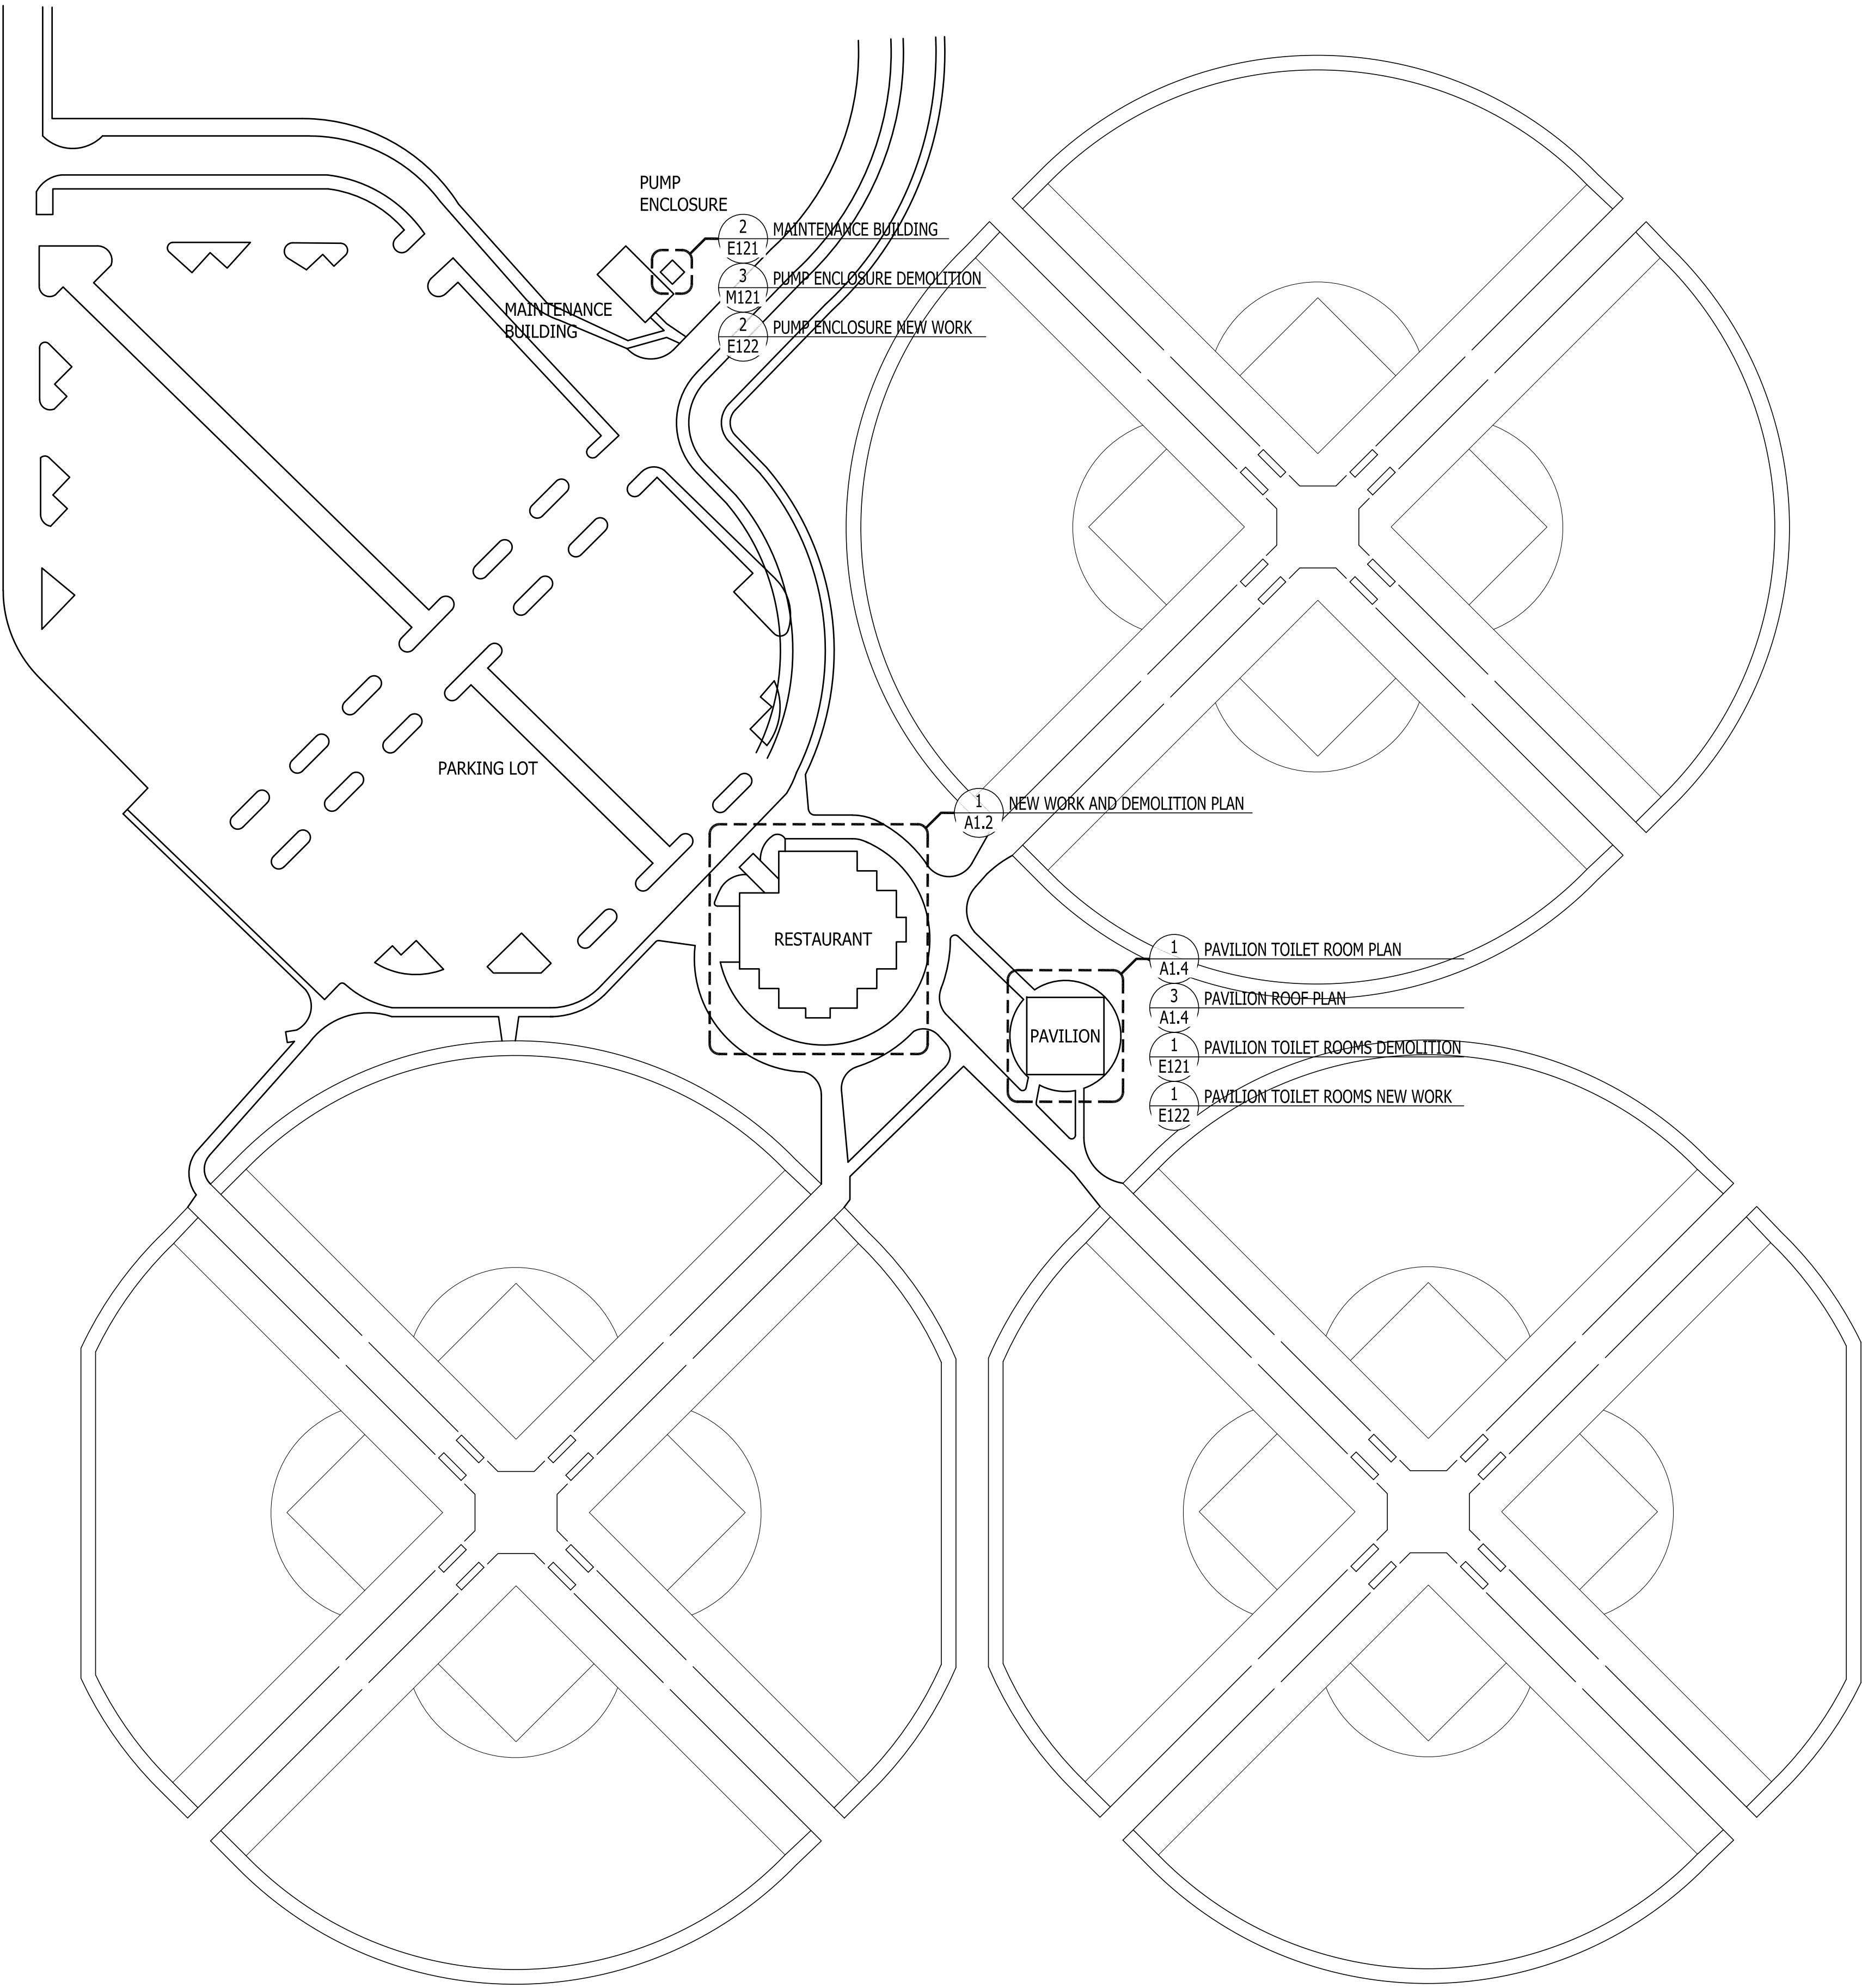 PUMP
ENCLOSURE
2
E121
MAINTENANCE BUILDING
3
M121
PUMP ENCLOSURE DEMOLITION
2
E122
PUMP ENCLOSURE NEW WORK
MAINTENANCE
BUILDING
PARKING LOT
1
A1.2
NEW WORK AND DEMOLITION PLAN
RESTAURANT
1
A1.4
PAVILION TOILET ROOM PLAN
3
A1.4
PAVILION ROOF PLAN
PAVILION
1
E121
PAVILION TOILET ROOMS DEMOLITION
1
E122
PAVILION TOILET ROOMS NEW WORK